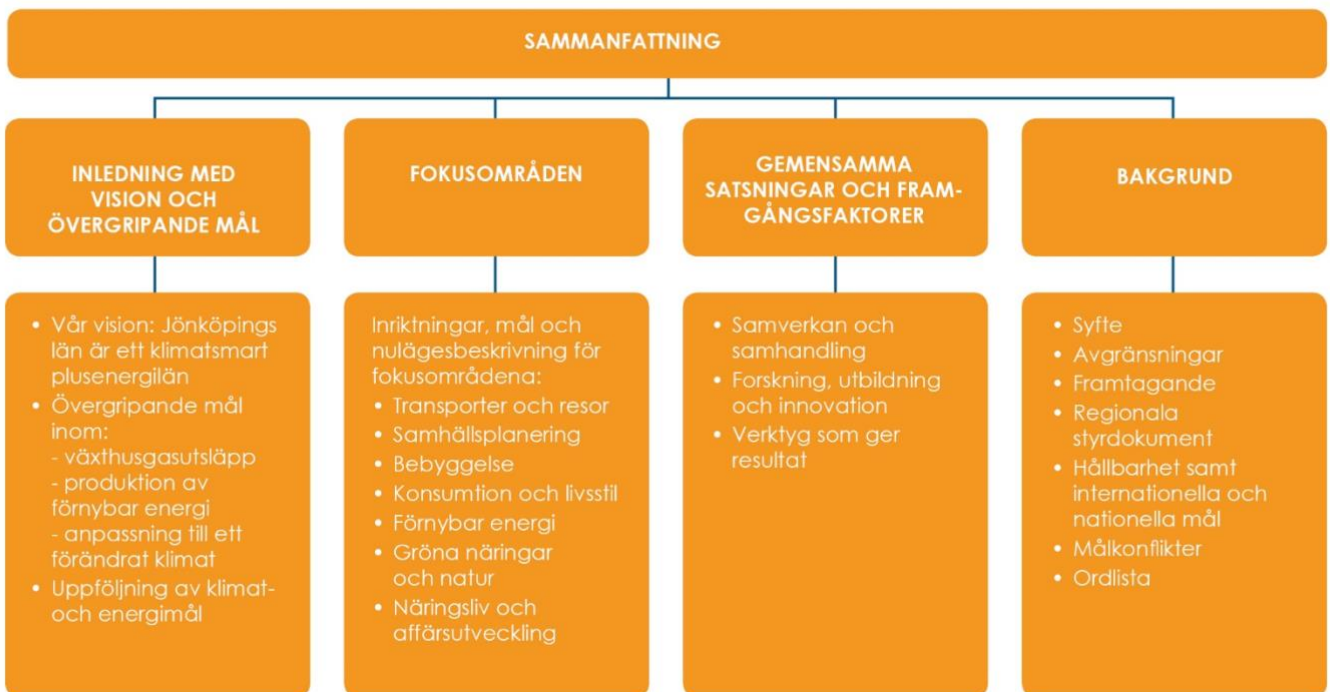 SAMMANFATTNING
INLEDNING MED
VISION OCH
ÖVERGRIPANDE MÅL
• Vår vision: Jönköpings
län är ett klimatsmart
plusenergilän
• Övergripande mål
inom:
- växthusgasutsläpp
- produktion av
förnybar energi
- anpassning till ett
förändrat klimat
• Uppföljning av klimat-
och energimål
FOKUSOMRÅDEN
Inriktningar, mål och
nulägesbeskrivning för
fokusområdena:
• Transporter och resor
• Samhällsplanering
• Bebyggelse
• Konsumtion och livsstil
• Förnybar energi
• Gröna näringar
och natur
• Näringsliv och
affärsutveckling
GEMENSAMMA
SATSNINGAR OCH FRAM-
GÅNGSFAKTORER
• Samverkan och
samhandling
• Forskning, utbildning
och innovation
• Verktyg som ger
resultat
BAKGRUND
• Syfte
• Avgränsningar
• Framtagande
• Regionala
styrdokument
• Hållbarhet samt
internationella och
nationella mål
• Målkonflikter
• Ordlista